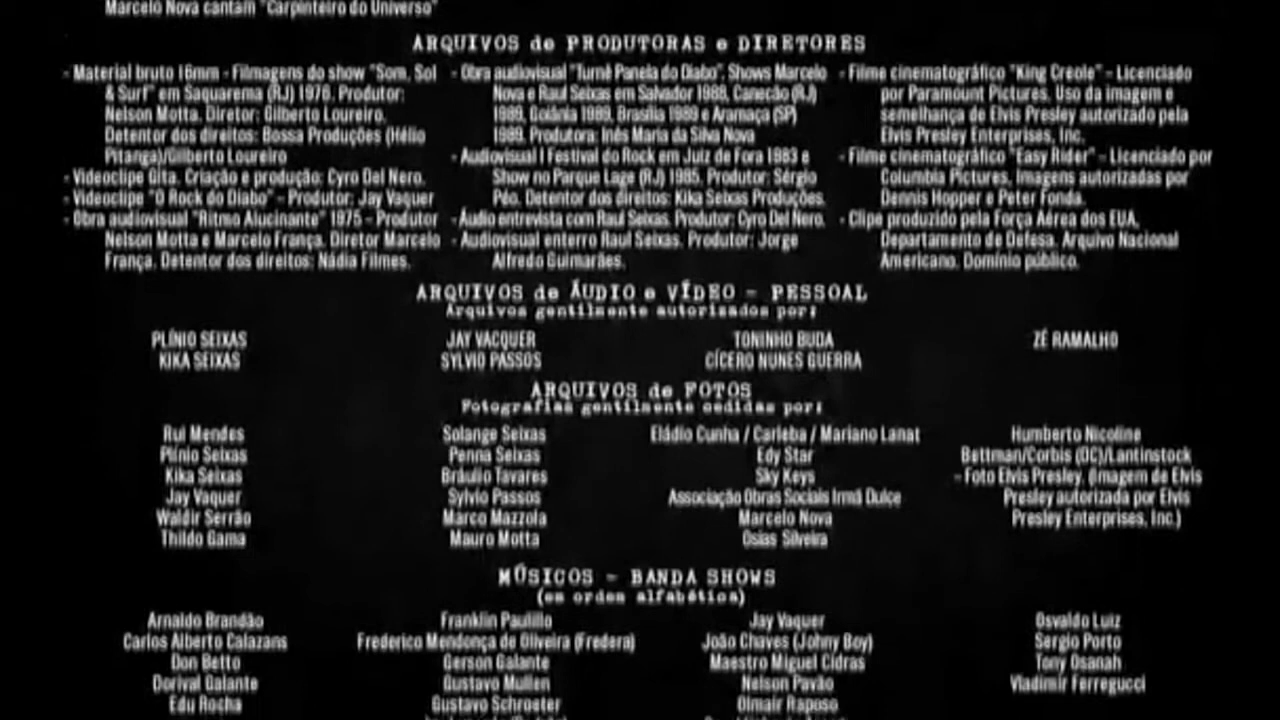 Marcelo Nova cantam "Carpinteiro do Universo"
ARQUIVOS de PRODUTORAS e DIRETORES
- Material bruto 16mm - Filmagens do show "Som, Sol
& Surf" em Saquarema (RJ) 1976. Produtor:
Nelson Motta. Diretor: Gilberto Loureiro.
Detentor dos direitos: Bossa Produções (Hélio
Pitanga)/Gilberto Loureiro
- Videoclipe Gita. Criação e produção: Cyro Del Nero.
- Videoclipe "O Rock do Diabo" - Produtor: Jay Vaquer
- Obra audiovisual "Ritmo Alucinante" 1975 - Produtor
Nelson Motta e Marcelo França. Diretor Marcelo
França. Detentor dos direitos: Nádia Filmes.
- Obra audiovisual "Turnê Panela do Diabo". Shows Marcelo
Nova e Raul Seixas em Salvador 1988, Canecão (RJ)
1989, Goiânia 1989, Brasília 1989 e Aramaça (SP)
1989. Produtora: Inês Maria da Silva Nova
- Audiovisual I Festival do Rock em Juiz de Fora 1983 e
Show no Parque Lage (RJ) 1985. Produtor: Sérgio
Péo. Detentor dos direitos: Kika Seixas Produções.
- Áudio entrevista com Raul Seixas. Produtor: Cyro Del Nero.
- Audiovisual enterro Raul Seixas. Produtor: Jorge
Alfredo Guimarães.
- Filme cinematográfico "King Creole" - Licenciado
por Paramount Pictures. Uso da imagem e
semelhança de Elvis Presley autorizado pela
Elvis Presley Enterprises, Inc.
- Filme cinematográfico "Easy Rider" - Licenciado por
Columbia Pictures. Imagens autorizadas por
Dennis Hopper e Peter Fonda.
- Clipe produzido pela Força Aérea dos EUA,
Departamento de Defesa. Arquivo Nacional
Americano. Domínio público.
ARQUIVOS de ÁUDIO e VÍDEO - PESSOAL
Arquivos gentilmente autorizados por:
PLÍNIO SEIXAS
KIKA SEIXAS
JAY VACQUER
SYLVIO PASSOS
TONINHO BUDA
CÍCERO NUNES GUERRA
ZÉ RAMALHO
ARQUIVOS de FOTOS
Fotografias gentilmente cedidas por:
Rui Mendes
Plínio Seixas
Kika Seixas
Jay Vaquer
Waldir Serrão
Thildo Gama
Solange Seixas
Penna Seixas
Bráulio Tavares
Sylvio Passos
Marco Mazzola
Mauro Motta
Eládio Cunha / Carleba / Mariano Lanat
Edy Star
Sky Keys
Associação Obras Sociais Irmã Dulce
Marcelo Nova
Osias Silveira
Humberto Nicoline
Bettman/Corbis (DC)/Lantinstock
- Foto Elvis Presley. (Imagem de Elvis
Presley autorizada por Elvis
Presley Enterprises, Inc.)
MÚSICOS - BANDA SHOWS
(em ordem alfabética)
Arnaldo Brandão
Carlos Alberto Calazans
Don Betto
Dorival Galante
Edu Rocha
Franklin Paulillo
Frederico Mendonça de Oliveira (Fredera)
Gerson Galante
Gustavo Mullen
Gustavo Schroeter
Jay Vaquer
João Chaves (Johny Boy)
Maestro Miguel Cidras
Nelson Pavão
Olmair Raposo
Osvaldo Luiz
Sergio Porto
Tony Osanah
Vladimir Ferregucci